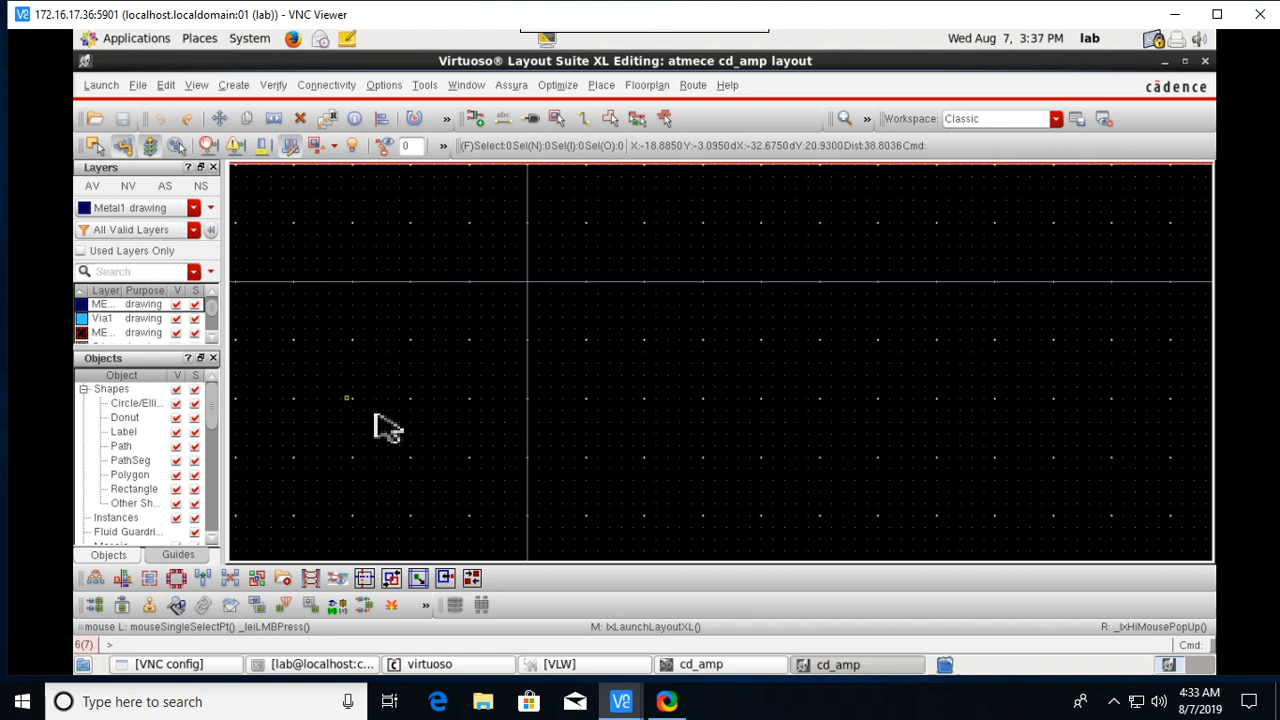 172.16.17.36:5901 (localhost.localdomain:01 (lab)) - VNC Viewer
Applications Places System Wed Aug 7, 3:37 PM lab
Virtuoso® Layout Suite XL Editing: atmece cd_amp layout
Launch File Edit View Create Verify Connectivity Options Tools Window Assura Optimize Place Floorplan Route Help cādence
» » Workspace: Classic
0 » (F)Select:0 Sel(N):0 Sel(I):0 Sel(O):0 X:-18.8850 Y:-3.0950 dX:-32.6750 dY:20.9300 Dist:38.8036 Cmd:
Layers
AV NV AS NS
Metal1 drawing
All Valid Layers
Used Layers Only
Search
Layer Purpose V S
ME... drawing
Via1 drawing
ME... drawing
Objects
Object V S
Shapes
Circle/Elli...
Donut
Label
Path
PathSeg
Polygon
Rectangle
Other Sh...
Instances
Fluid Guardri...
Objects Guides
»
mouse L: mouseSingleSelectPt() _leiLMBPress() M: lxLaunchLayoutXL() R: _lxHiMousePopUp()
6(7) > Cmd:
[VNC config] [lab@localhost:c... virtuoso [VLW] cd_amp cd_amp
Type here to search
4:33 AM
8/7/2019